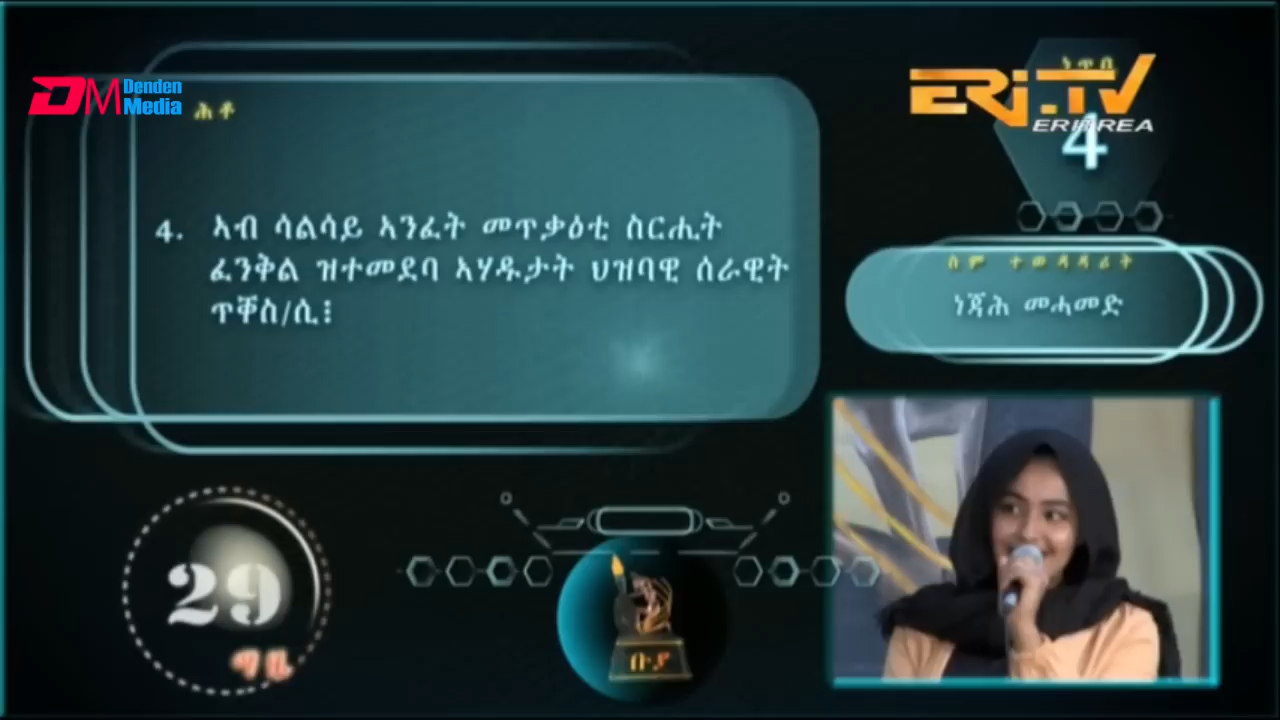 DM Denden Media
ሕቶ
4. ኣብ ሳልሳይ ኣንፈት መጥቃዕቲ ስርሒት
ፈንቅል ዝተመደባ ኣሃዱታት ህዝባዊ ሰራዊት
ጥቐስ/ሲ፤
ነጥቢ
ERi.TV
ERITREA
4
ስም ተወዳዳሪት
ነጃሕ መሓመድ
29
ግዜ
ቡያ